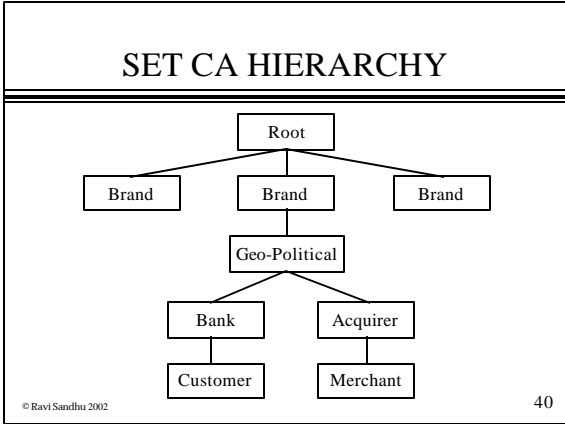 SET CA HIERARCHY
Root
Brand Brand Brand
Geo-Political
Bank Acquirer
Customer Merchant
© Ravi Sandhu 2002 40